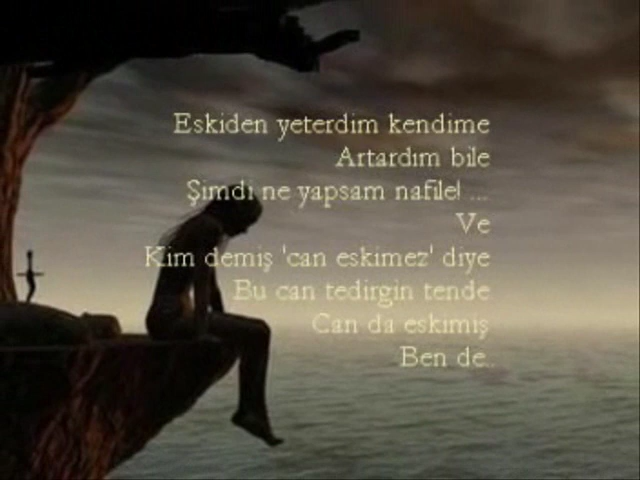 Eskiden yeterdim kendime
Artardım bile
Şimdi ne yapsam nafile! ...
Ve
Kim demiş 'can eskimez' diye
Bu can tedirgin tende
Can da eskimiş
Ben de..